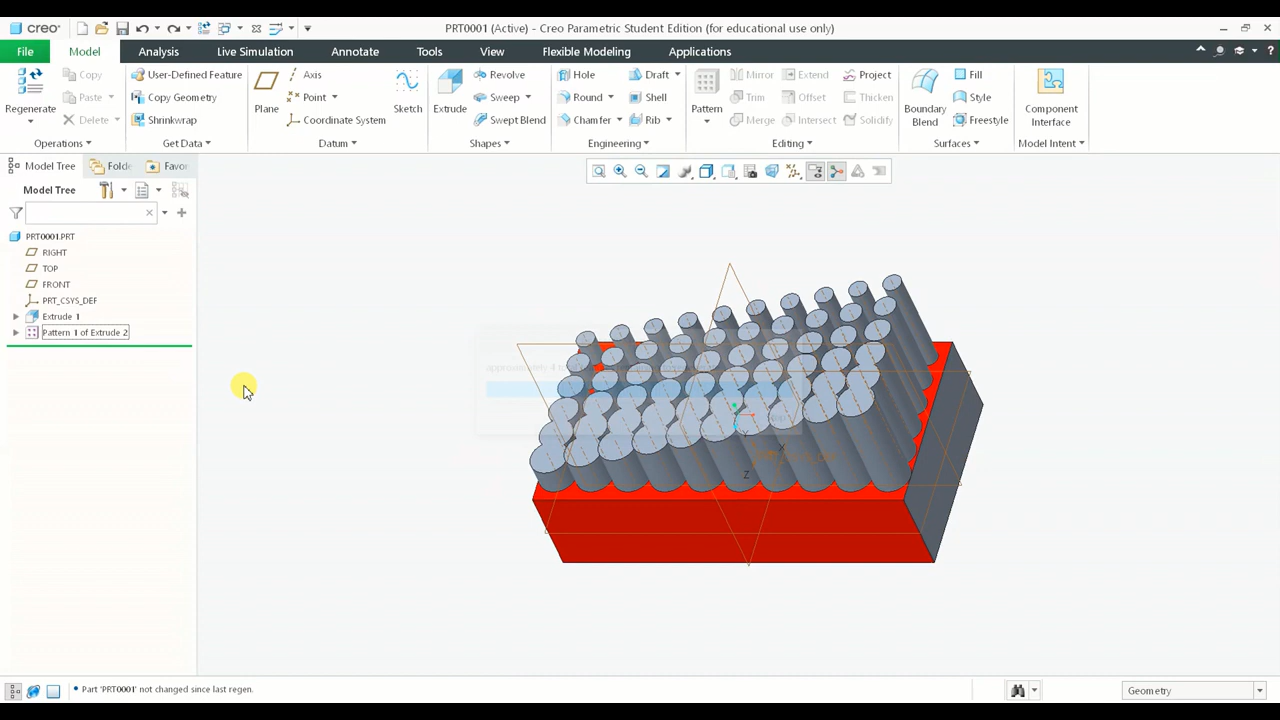 creo
PRT0001 (Active) - Creo Parametric Student Edition (for educational use only)
File Model Analysis Live Simulation Annotate Tools View Flexible Modeling Applications
Regenerate
Copy
Paste
Delete
Operations
User-Defined Feature
Copy Geometry
Shrinkwrap
Get Data
Plane
Axis
Point
Coordinate System
Sketch
Datum
Extrude
Revolve
Sweep
Swept Blend
Shapes
Hole
Round
Chamfer
Draft
Shell
Rib
Engineering
Pattern
Mirror
Trim
Merge
Extend
Offset
Intersect
Project
Thicken
Solidify
Editing
Boundary
Blend
Fill
Style
Freestyle
Surfaces
Component
Interface
Model Intent
Model Tree Folde Favor
Model Tree
PRT0001.PRT
RIGHT
TOP
FRONT
PRT_CSYS_DEF
Extrude 1
Pattern 1 of Extrude 2
approximately 4
Y
X
Z
• Part 'PRT0001' not changed since last regen.
Geometry